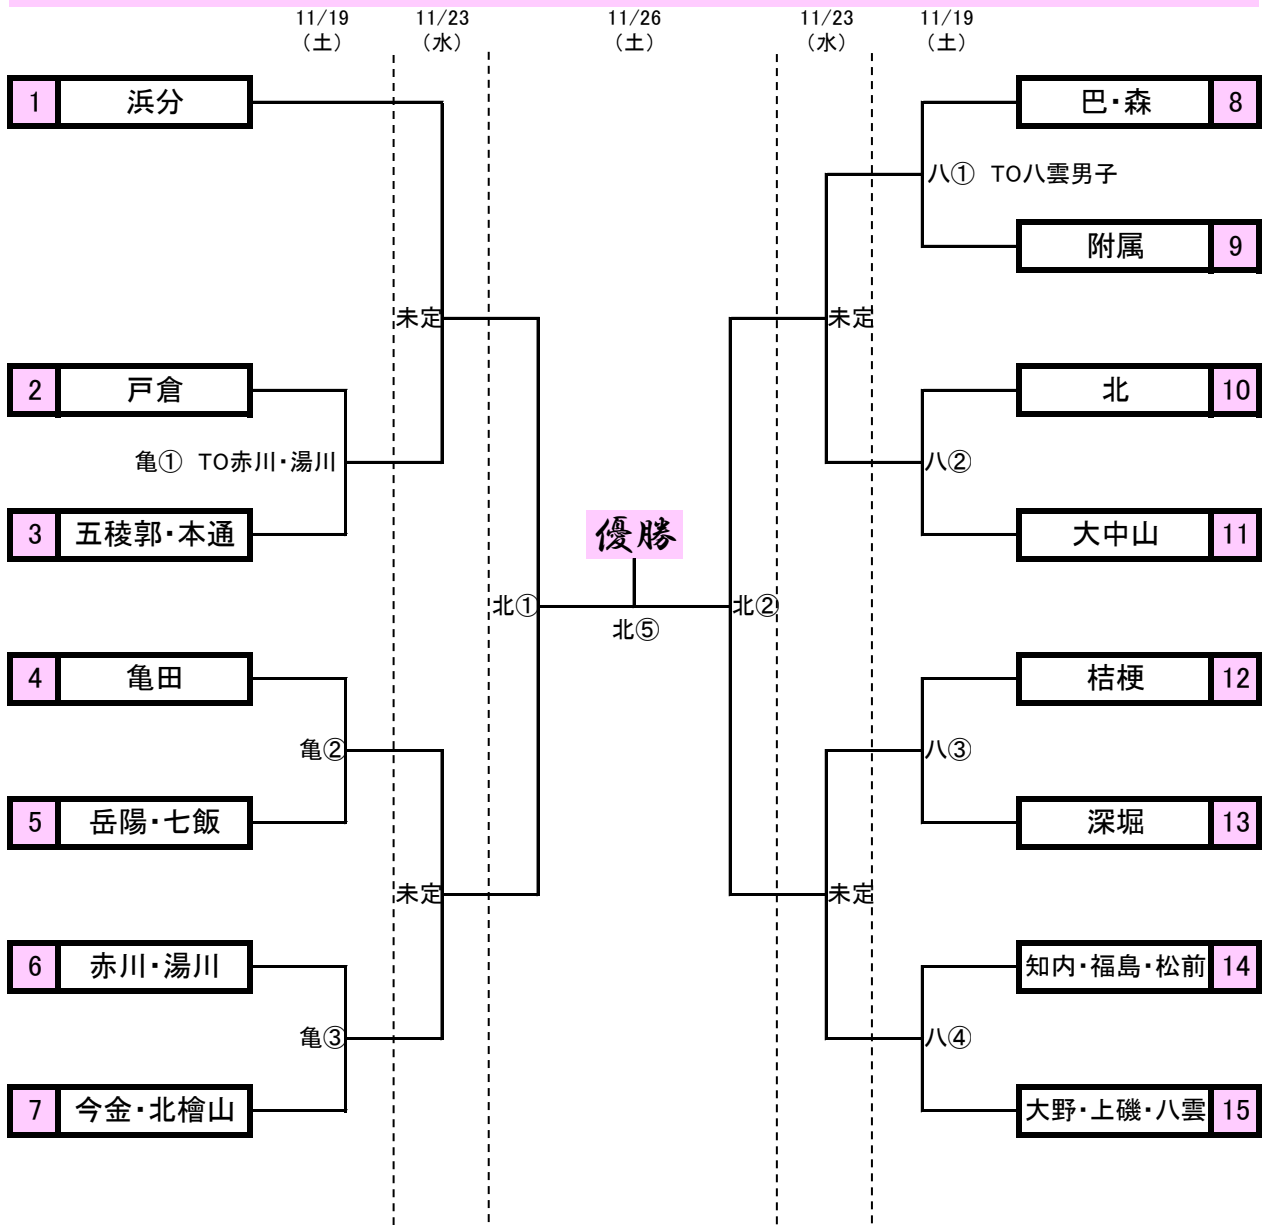 11/19 11/23 11/26 11/23 11/19
(土) (水) (土) (水) (土)
1 浜分 巴・森 8
八① TO八雲男子
附属 9
未定 未定
2 戸倉 北 10
亀① TO赤川・湯川 八②
3 五稜郭・本通 優勝 大中山 11
北① 北②
北⑤
4 亀田 桔梗 12
亀② 八③
5 岳陽・七飯 深堀 13
未定 未定
6 赤川・湯川 知内・福島・松前 14
亀③ 八④
7 今金・北檜山 大野・上磯・八雲 15